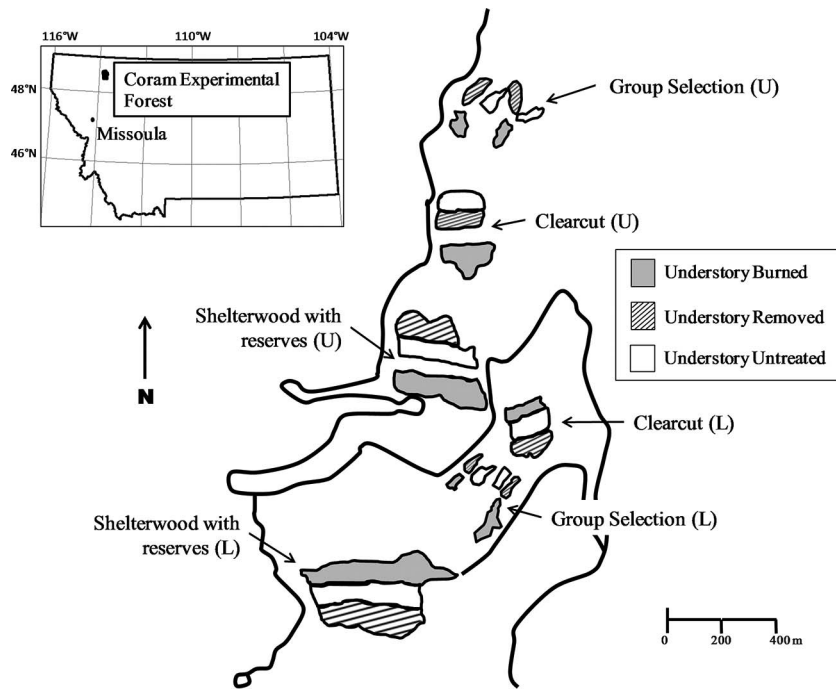 116°W 110°W 104°W
48°N
46°N
Coram Experimental
Forest
Missoula
Group Selection (U)
Clearcut (U)
Understory Burned
Understory Removed
Understory Untreated
Shelterwood with
reserves (U)
N
Clearcut (L)
Group Selection (L)
Shelterwood with
reserves (L)
0 200 400 m